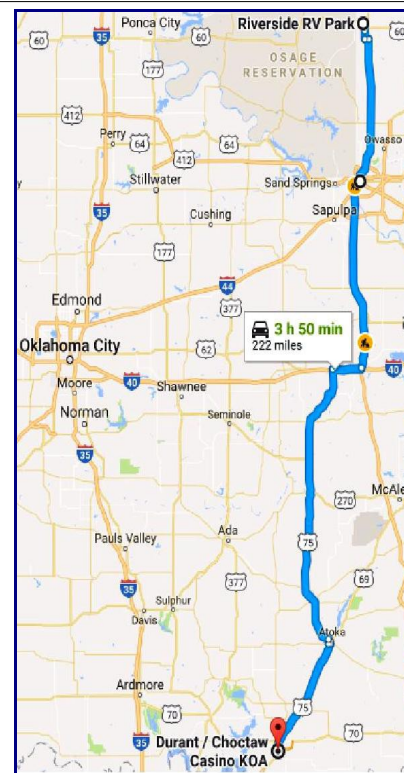 Ponca City
Riverside RV Park
35
60
60
60
OSAGE
RESERVATION
177
412
Perry
64
64
Owasso
412
Stillwater
Sand Springs
35
Cushing
Sapulpa
177
44
377
Edmond
3 h 50 min
222 miles
62
Oklahoma City
40
40
Moore
Shawnee
Norman
Seminole
35
McAle
270
75
Pauls Valley
Ada
377
69
35
Sulphur
Davis
Atoka
Ardmore
75
70
70
Durant / Choctaw
Casino KOA
35